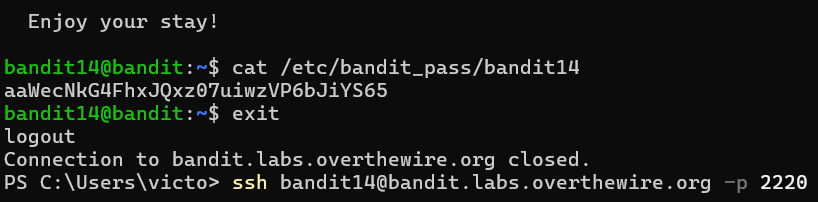 Enjoy your stay!
bandit14@bandit:~$ cat /etc/bandit_pass/bandit14
aaWecNkG4FhxJQxz07uiwzVP6bJiYS65
bandit14@bandit:~$ exit
logout
Connection to bandit.labs.overthewire.org closed.
PS C:\Users\victo> ssh bandit14@bandit.labs.overthewire.org -p 2220